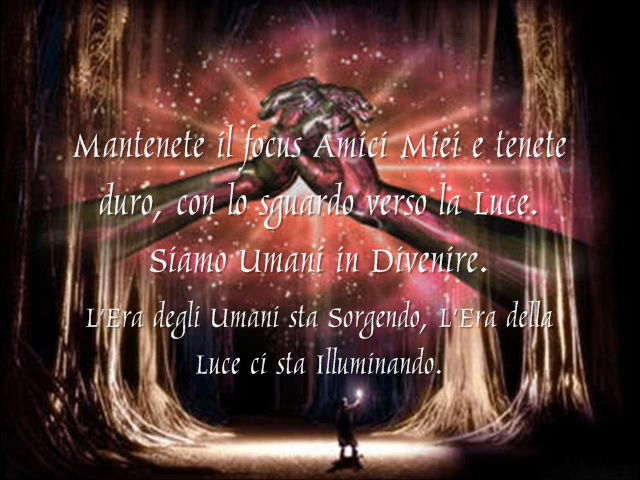 Mantenete il focus Amici Miei e tenete
duro, con lo sguardo verso la Luce.
Siamo Umani in Divenire.
L'Era degli Umani sta Sorgendo, L'Era della
Luce ci sta Illuminando.